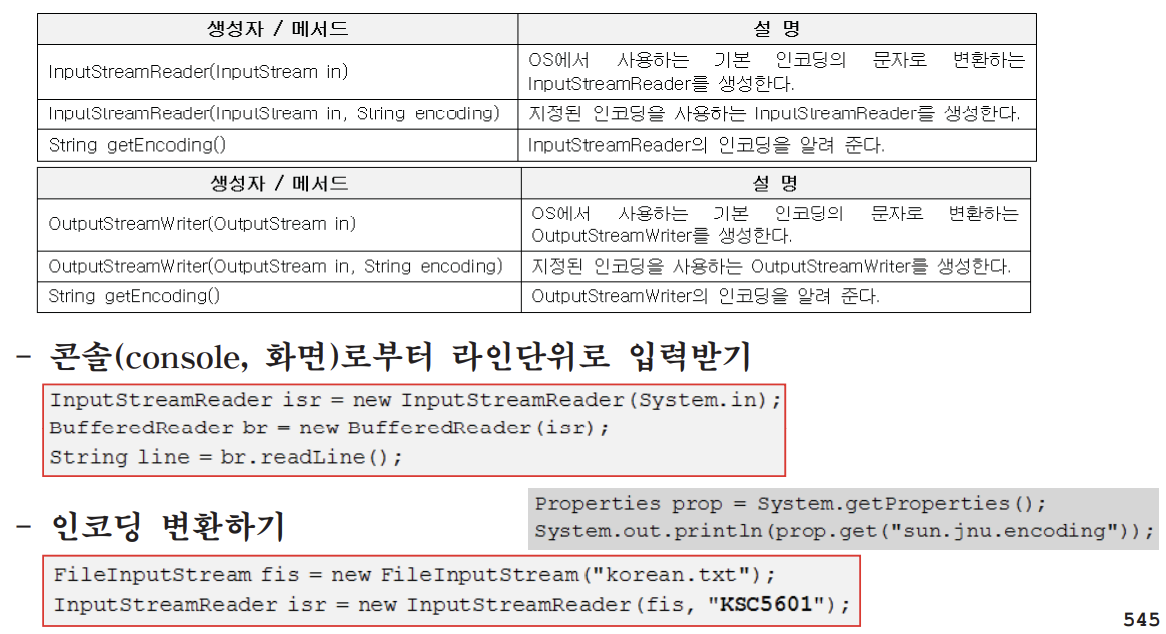 생성자 / 메서드 설 명
InputStreamReader(InputStream in) OS에서 사용하는 기본 인코딩의 문자로 변환하는
InputStreamReader를 생성한다.
InputStreamReader(InputStream in, String encoding) 지정된 인코딩을 사용하는 InputStreamReader를 생성한다.
String getEncoding() InputStreamReader의 인코딩을 알려 준다.
생성자 / 메서드 설 명
OutputStreamWriter(OutputStream in) OS에서 사용하는 기본 인코딩의 문자로 변환하는
OutputStreamWriter를 생성한다.
OutputStreamWriter(OutputStream in, String encoding) 지정된 인코딩을 사용하는 OutputStreamWriter를 생성한다.
String getEncoding() OutputStreamWriter의 인코딩을 알려 준다.
- 콘솔(console, 화면)로부터 라인단위로 입력받기
InputStreamReader isr = new InputStreamReader(System.in);
BufferedReader br = new BufferedReader(isr);
String line = br.readLine();
- 인코딩 변환하기
Properties prop = System.getProperties();
System.out.println(prop.get("sun.jnu.encoding"));
FileInputStream fis = new FileInputStream("korean.txt");
InputStreamReader isr = new InputStreamReader(fis, "KSC5601");
545